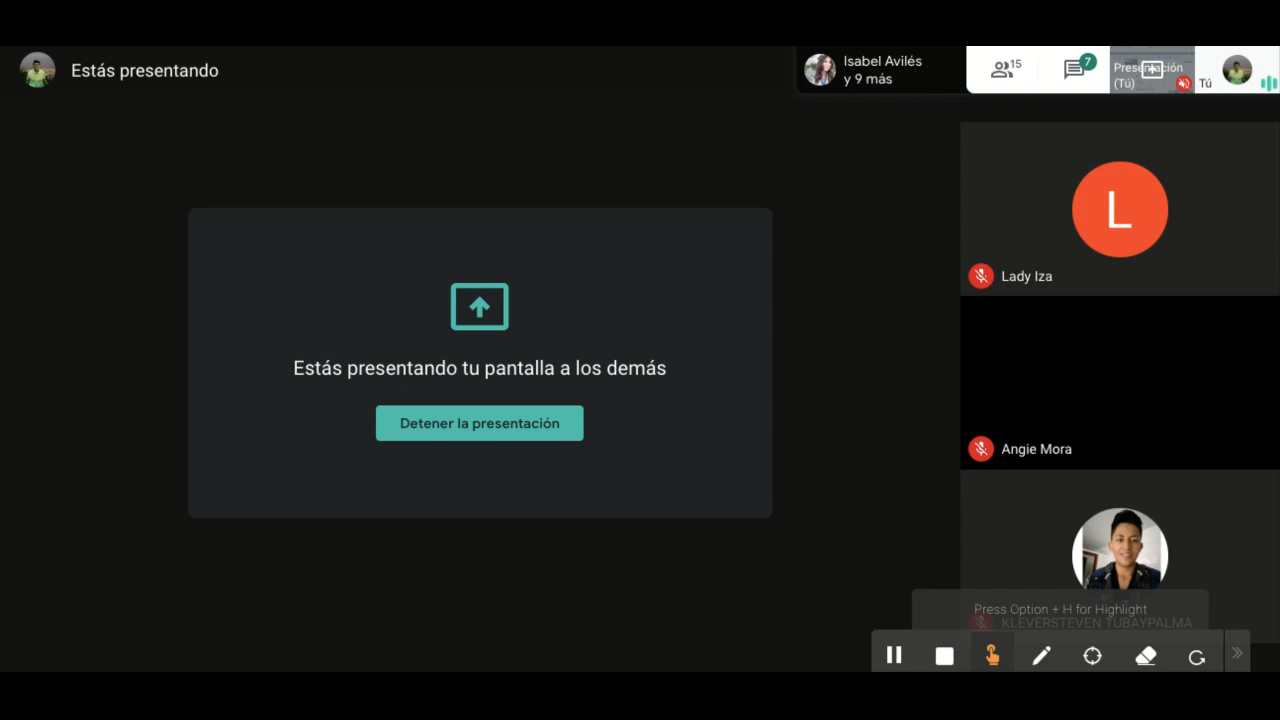 Estás presentando
Isabel Avilés
y 9 más
15
7
Presentación
(Tú)
Tú
L
Lady Iza
Estás presentando tu pantalla a los demás
Detener la presentación
Angie Mora
Press Option + H for Highlight
KLEVERSTEVEN TUBAYPALMA